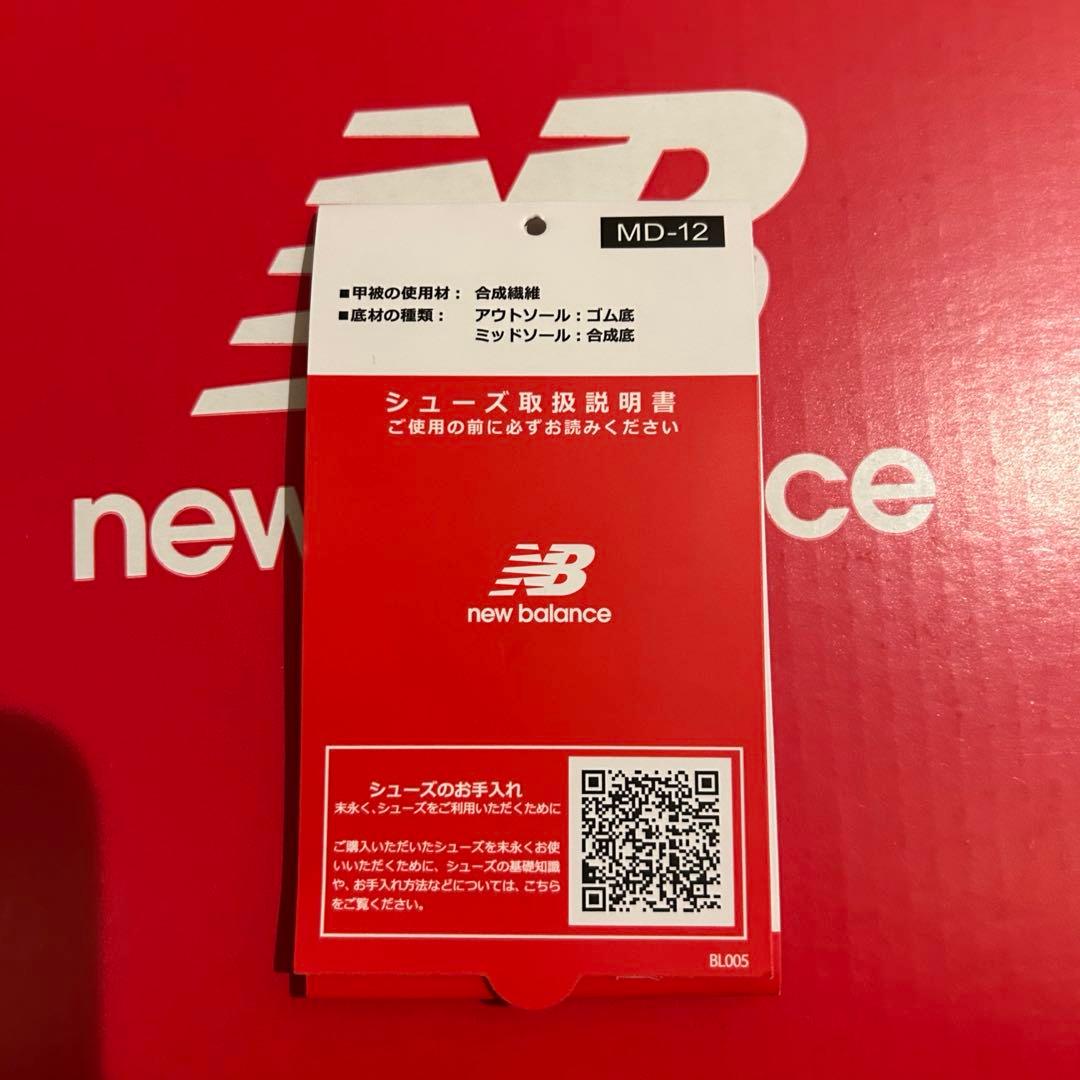 NB
MD-12
■甲被の使用材： 合成繊維
■底材の種類： アウトソール：ゴム底
ミッドソール：合成底
シューズ取扱説明書
ご使用の前に必ずお読みください
new ce
NB
new balance
シューズのお手入れ
末永く、シューズをご利用いただくために
ご購入いただいたシューズを末永くお使
いいただくために、シューズの基礎知識
や、お手入れ方法などについては、こちら
をご覧ください。
BL005